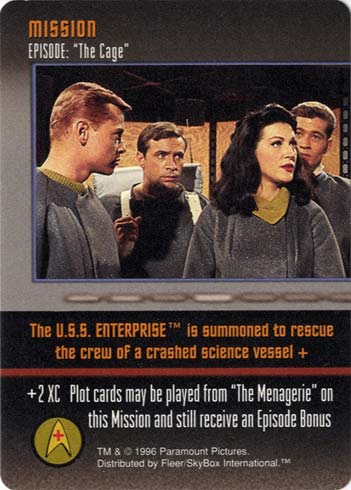 MISSION
EPISODE: "The Cage"
The U.S.S. ENTERPRISE™ is summoned to rescue
the crew of a crashed science vessel +
+2 XC Plot cards may be played from "The Menagerie" on
this Mission and still receive an Episode Bonus
TM & © 1996 Paramount Pictures.
Distributed by Fleer/SkyBox International.™